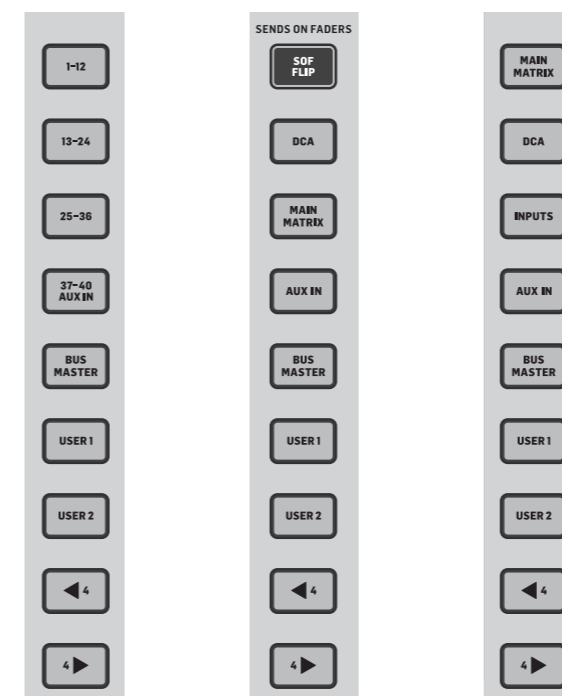 1-12
13-24
25-36
37-40
AUX IN
BUS
MASTER
USER 1
USER 2
◀ 4
4 ▶
SENDS ON FADERS
SOF
FLIP
DCA
MAIN
MATRIX
AUX IN
BUS
MASTER
USER 1
USER 2
◀ 4
4 ▶
MAIN
MATRIX
DCA
INPUTS
AUX IN
BUS
MASTER
USER 1
USER 2
◀ 4
4 ▶